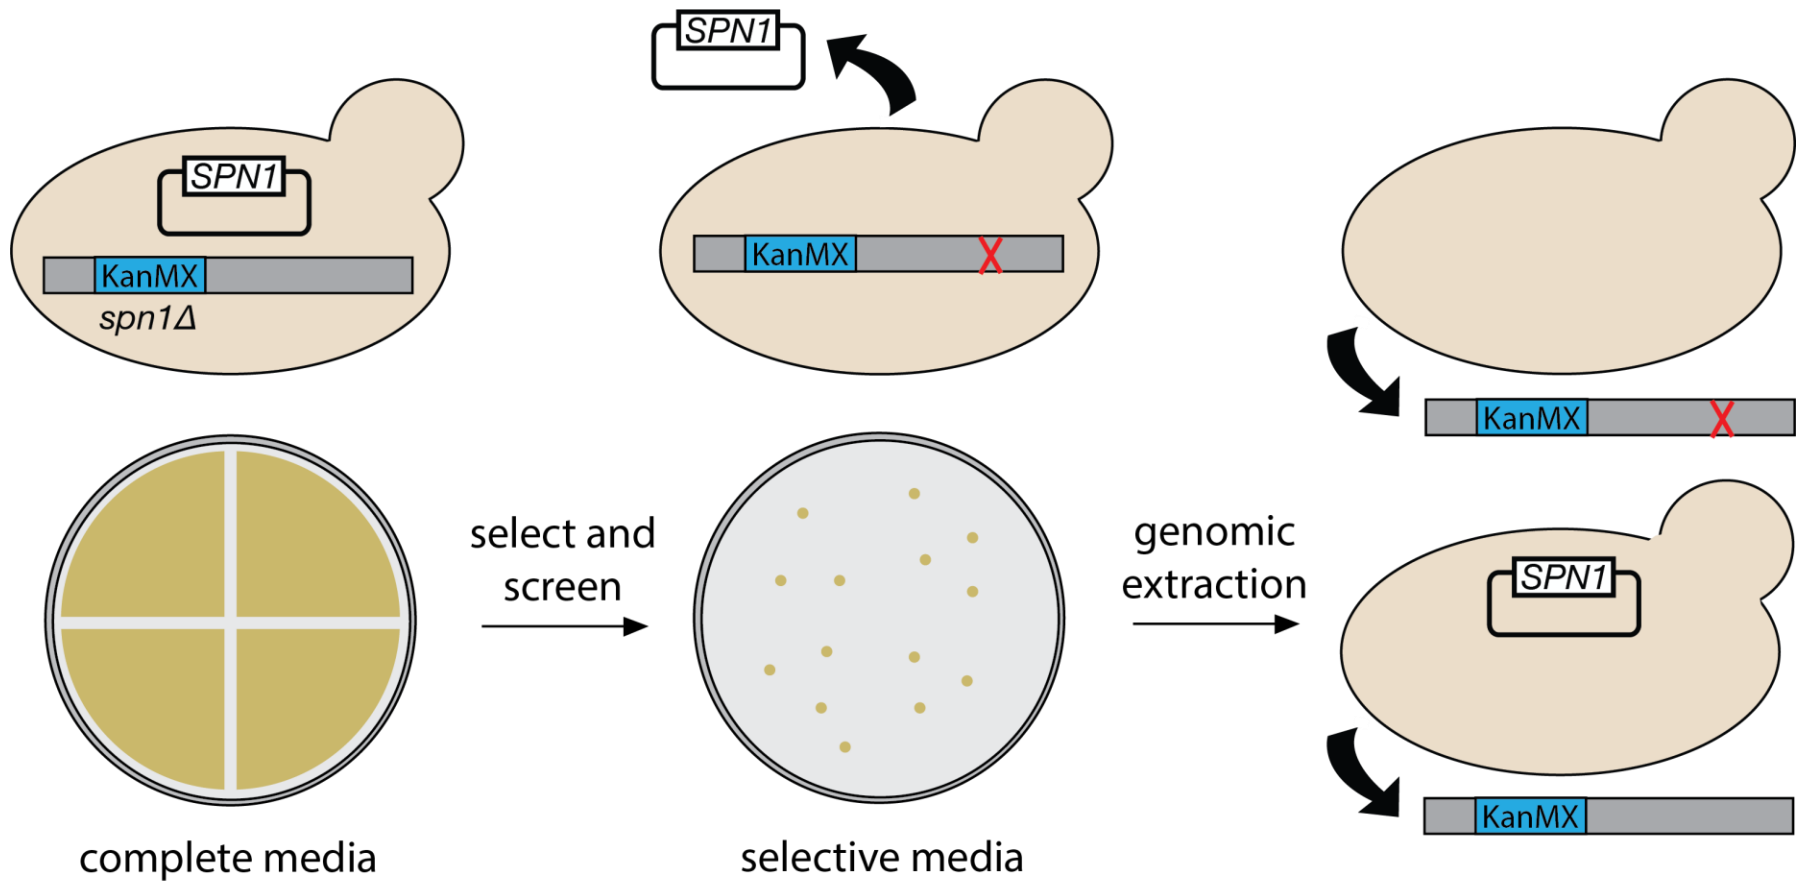 SPN1
KanMX
spn1Δ
complete media
select and
screen
SPN1
KanMX
X
selective media
genomic
extraction
KanMX
X
SPN1
KanMX